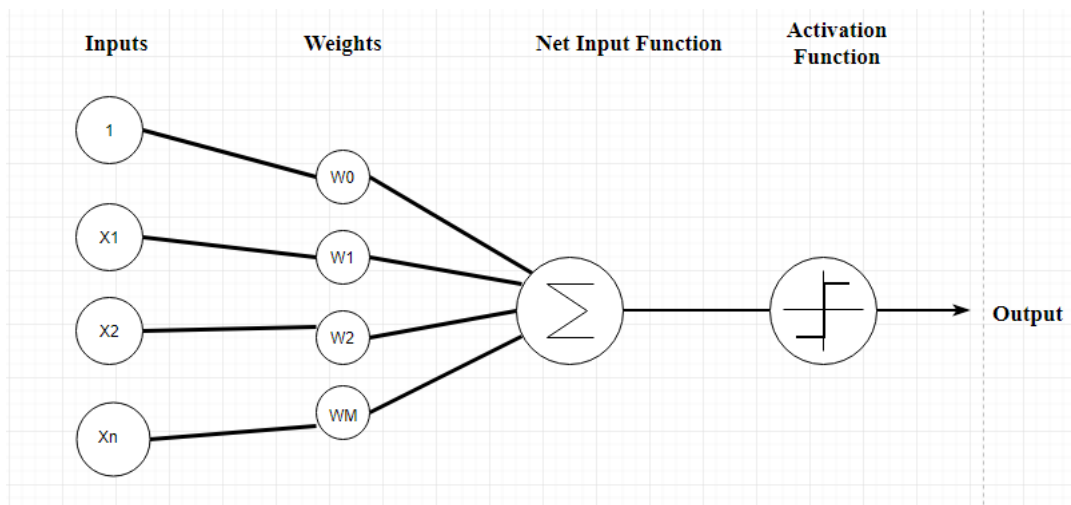 Inputs
Weights
Net Input Function
Activation
Function
1
W0
X1
W1
X2
W2
Xn
WM
Output